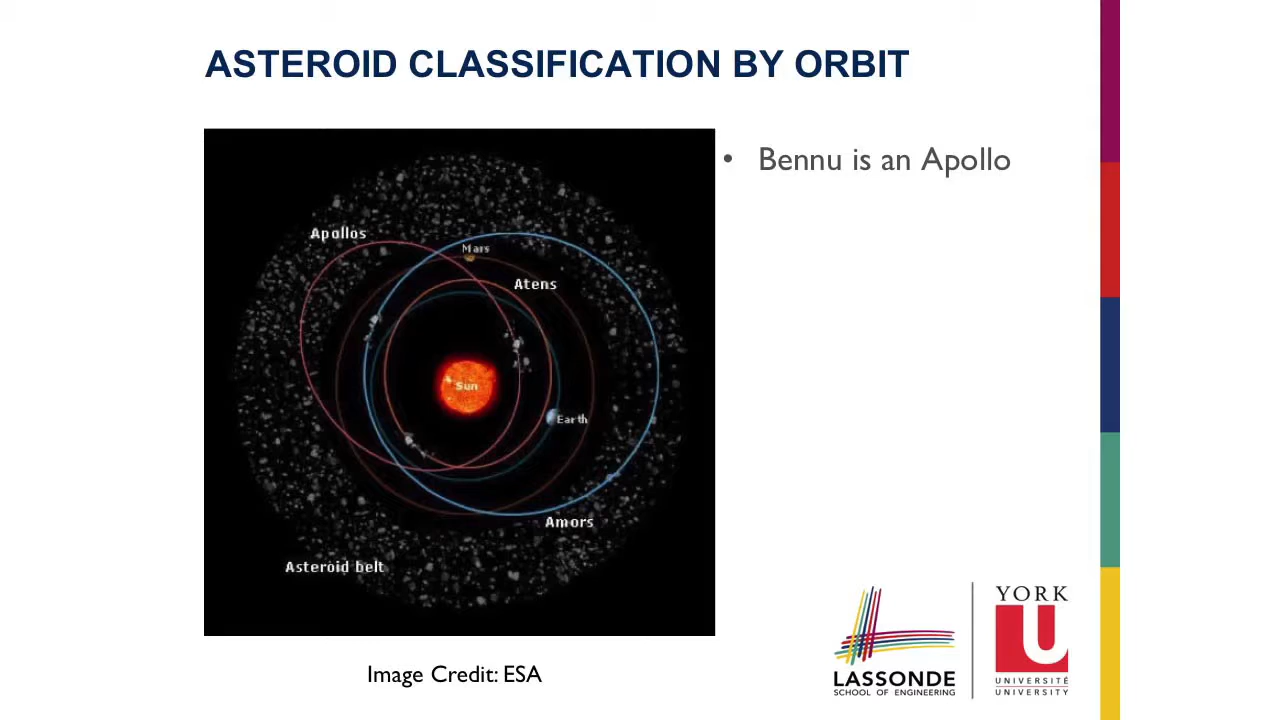 ASTEROID CLASSIFICATION BY ORBIT
• Bennu is an Apollo
Apollos
Mars
Atens
Sun
Earth
Amors
Asteroid belt
Image Credit: ESA
LASSONDE
SCHOOL OF ENGINEERING
YORK
U
UNIVERSITÉ
UNIVERSITY